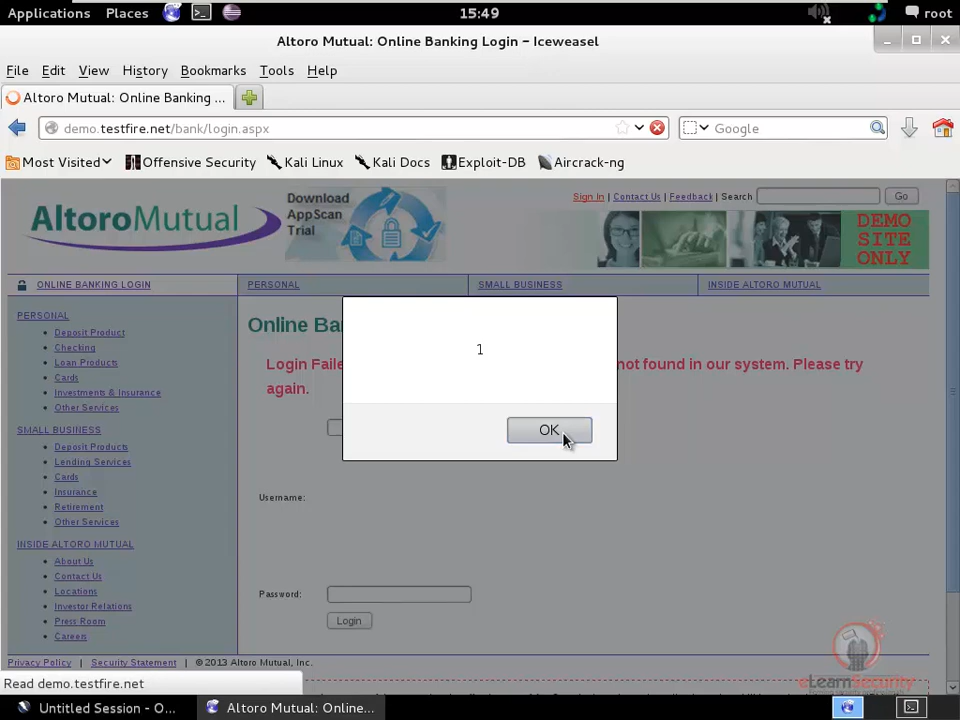 Applications Places 15:49 root
Altoro Mutual: Online Banking Login – Iceweasel
File Edit View History Bookmarks Tools Help
Altoro Mutual: Online Banking ...
demo.testfire.net/bank/login.aspx Google
Most Visited Offensive Security Kali Linux Kali Docs Exploit-DB Aircrack-ng
AltoroMutual
Download
AppScan
Trial
Sign In | Contact Us | Feedback | Search Go
DEMO
SITE
ONLY
ONLINE BANKING LOGIN PERSONAL SMALL BUSINESS INSIDE ALTORO MUTUAL
PERSONAL
Deposit Product
Checking
Loan Products
Cards
Investments & Insurance
Other Services
SMALL BUSINESS
Deposit Products
Lending Services
Cards
Insurance
Retirement
Other Services
INSIDE ALTORO MUTUAL
About Us
Contact Us
Locations
Investor Relations
Press Room
Careers
Online Ba
Login Faile not found in our system. Please try
again.
1
OK
Username:
Password:
Login
Privacy Policy | Security Statement | © 2013 Altoro Mutual, Inc.
eLearnSecurity
Read demo.testfire.net
Untitled Session - O... Altoro Mutual: Online...